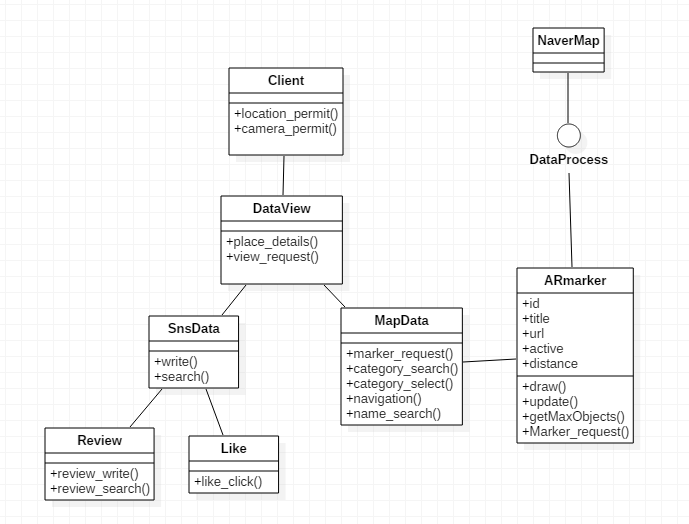 NaverMap
Client
+location_permit()
+camera_permit()
DataProcess
DataView
+place_details()
+view_request()
ARmarker
+id
+title
+url
+active
+distance
+draw()
+update()
+getMaxObjects()
+Marker_request()
SnsData
+write()
+search()
MapData
+marker_request()
+category_search()
+category_select()
+navigation()
+name_search()
Review
+review_write()
+review_search()
Like
+like_click()